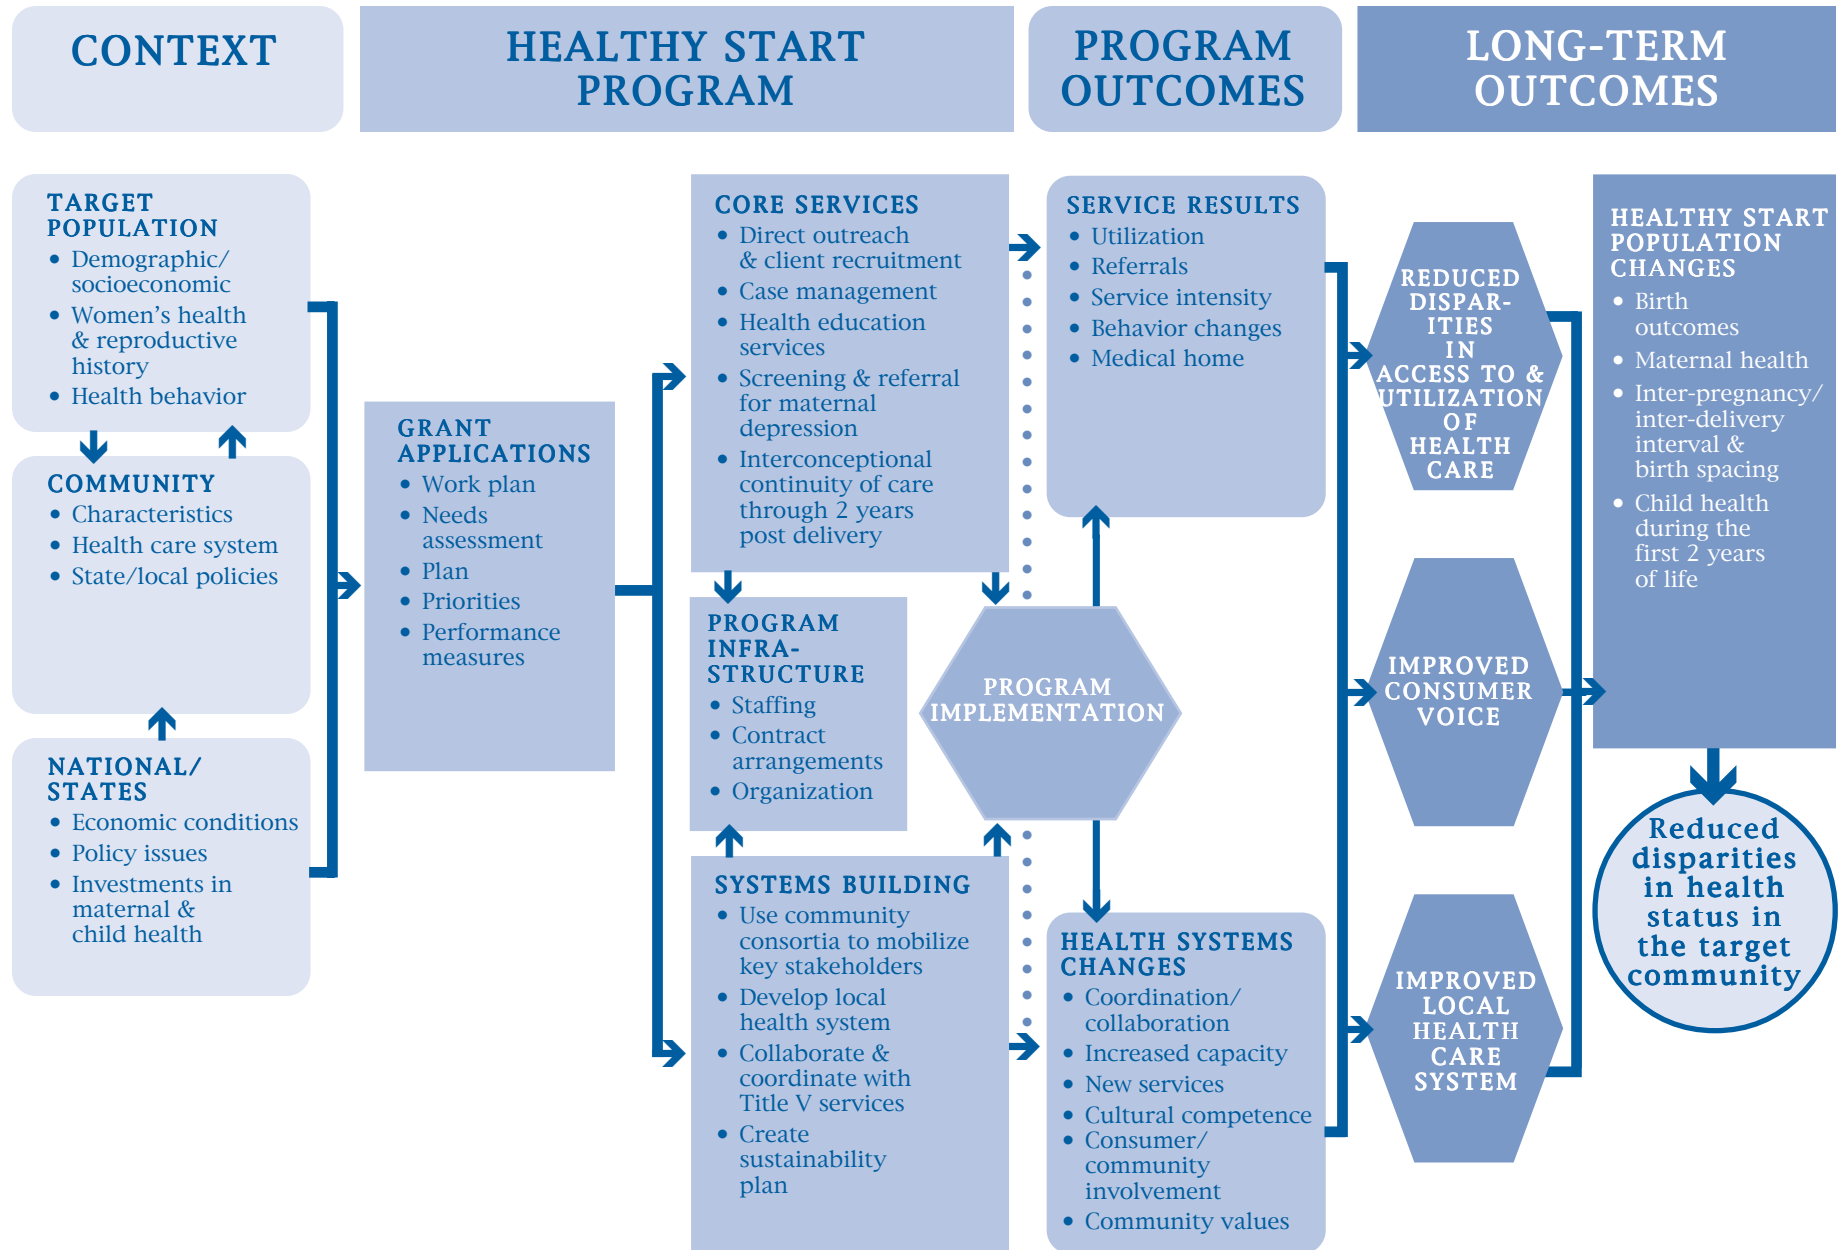 CONTEXT
HEALTHY START
PROGRAM
PROGRAM
OUTCOMES
LONG-TERM
OUTCOMES
TARGET
POPULATION
• Demographic/
socioeconomic
• Women’s health
& reproductive
history
• Health behavior
COMMUNITY
• Characteristics
• Health care system
• State/local policies
NATIONAL/
STATES
• Economic conditions
• Policy issues
• Investments in
maternal &
child health
GRANT
APPLICATIONS
• Work plan
• Needs
assessment
• Plan
• Priorities
• Performance
measures
CORE SERVICES
• Direct outreach
& client recruitment
• Case management
• Health education
services
• Screening & referral
for maternal
depression
• Interconceptional
continuity of care
through 2 years
post delivery
PROGRAM
INFRA-
STRUCTURE
• Staffing
• Contract
arrangements
• Organization
PROGRAM
IMPLEMENTATION
SYSTEMS BUILDING
• Use community
consortia to mobilize
key stakeholders
• Develop local
health system
• Collaborate &
coordinate with
Title V services
• Create
sustainability
plan
SERVICE RESULTS
• Utilization
• Referrals
• Service intensity
• Behavior changes
• Medical home
HEALTH SYSTEMS
CHANGES
• Coordination/
collaboration
• Increased capacity
• New services
• Cultural competence
• Consumer/
community
involvement
• Community values
REDUCED
DISPAR-
ITIES
IN
ACCESS TO &
UTILIZATION
OF
HEALTH
CARE
IMPROVED
CONSUMER
VOICE
IMPROVED
LOCAL
HEALTH
CARE
SYSTEM
HEALTHY START
POPULATION
CHANGES
• Birth
outcomes
• Maternal health
• Inter-pregnancy/
inter-delivery
interval &
birth spacing
• Child health
during the
first 2 years
of life
Reduced
disparities
in health
status in
the target
community